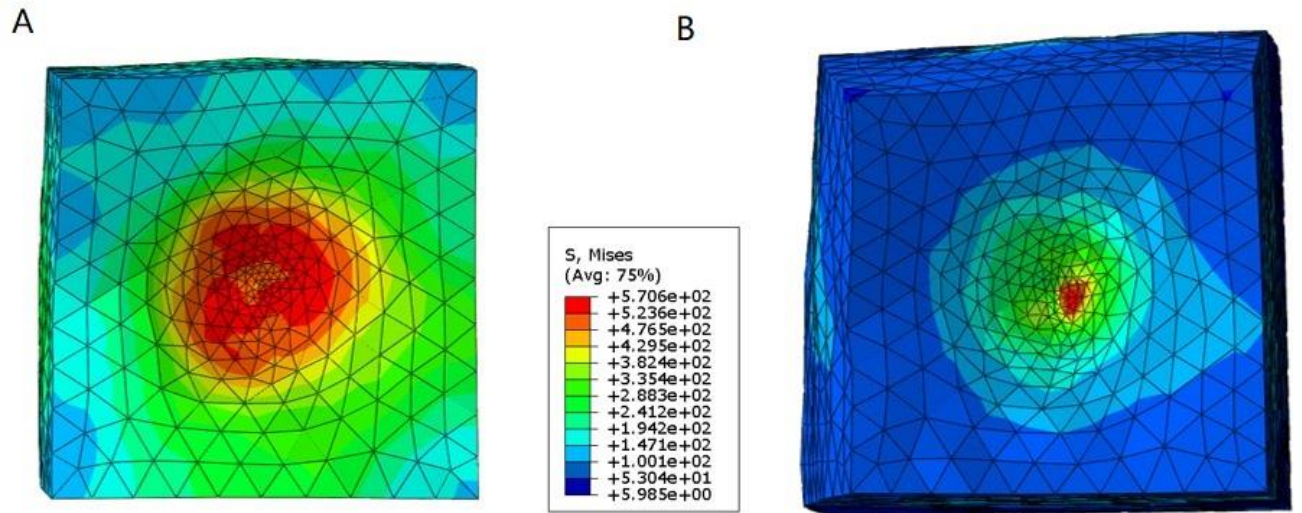 A
B
S, Mises
(Avg: 75%)
+5.706e+02
+5.236e+02
+4.765e+02
+4.295e+02
+3.824e+02
+3.354e+02
+2.883e+02
+2.412e+02
+1.942e+02
+1.471e+02
+1.001e+02
+5.304e+01
+5.985e+00